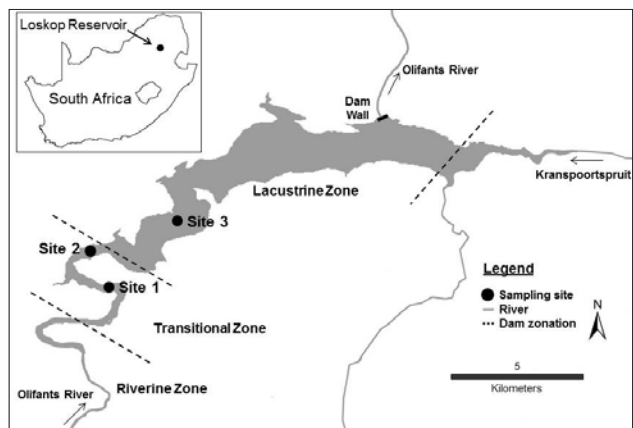 Loskop Reservoir
South Africa
Olifants River
Dam
Wall
Kranspoortspruit
Lacustrine Zone
Site 3
Site 2
Site 1
Transitional Zone
Riverine Zone
Olifants River
Legend
Sampling site
River
Dam zonation
N
5
Kilometers